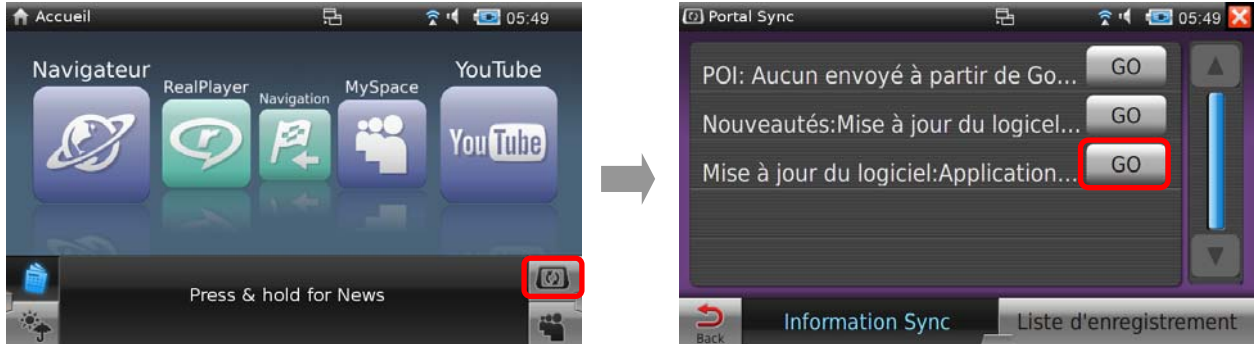 Accueil
05:49
Navigateur
RealPlayer
Navigation
MySpace
YouTube
You Tube
Press & hold for News
Portal Sync
05:49
POI: Aucun envoyé à partir de Go...
GO
Nouveautés:Mise à jour du logicel...
GO
Mise à jour du logiciel:Application...
GO
Back
Information Sync
Liste d'enregistrement